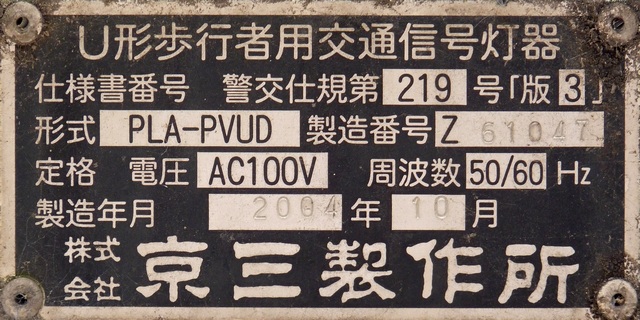 U形歩行者用交通信号灯器
仕様書番号 警交仕規第 219 号「版 3」
形式 PLA-PVUD 製造番号 Z 61047
定格 電圧 AC100V 周波数 50/60 Hz
製造年月 2004 年 10 月
株式会社 京三製作所